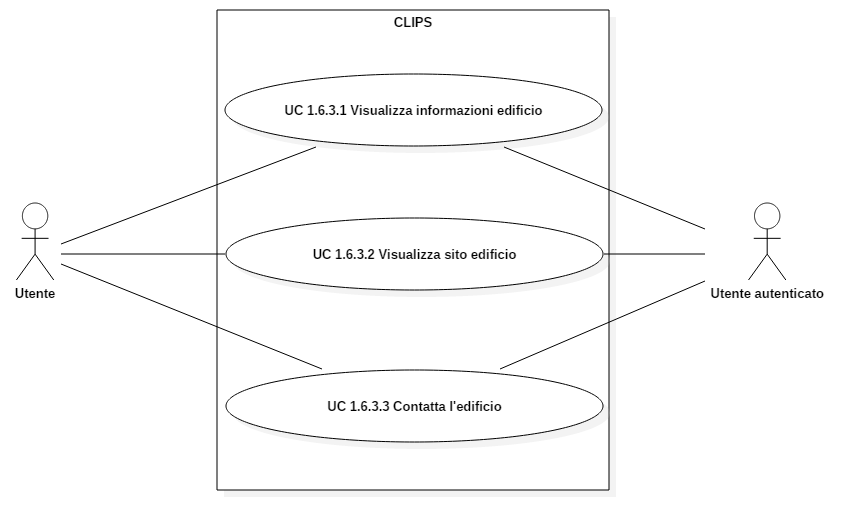 CLIPS
UC 1.6.3.1 Visualizza informazioni edificio
UC 1.6.3.2 Visualizza sito edificio
Utente
Utente autenticato
UC 1.6.3.3 Contatta l'edificio